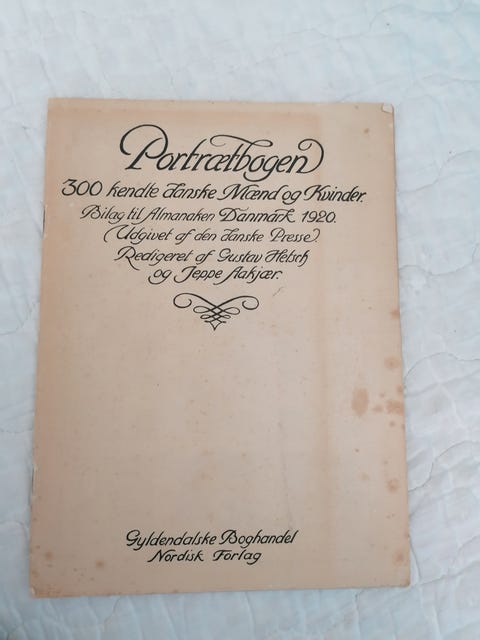 Portrætbogen
300 kendte danske Mænd og Kvinder.
Bilag til Almanaken Danmark 1920.
(Udgivet af den danske Presse).
Redigeret af Gustav Hetsch
og Jeppe Aakjær.
Gyldendalske Boghandel
Nordisk Forlag